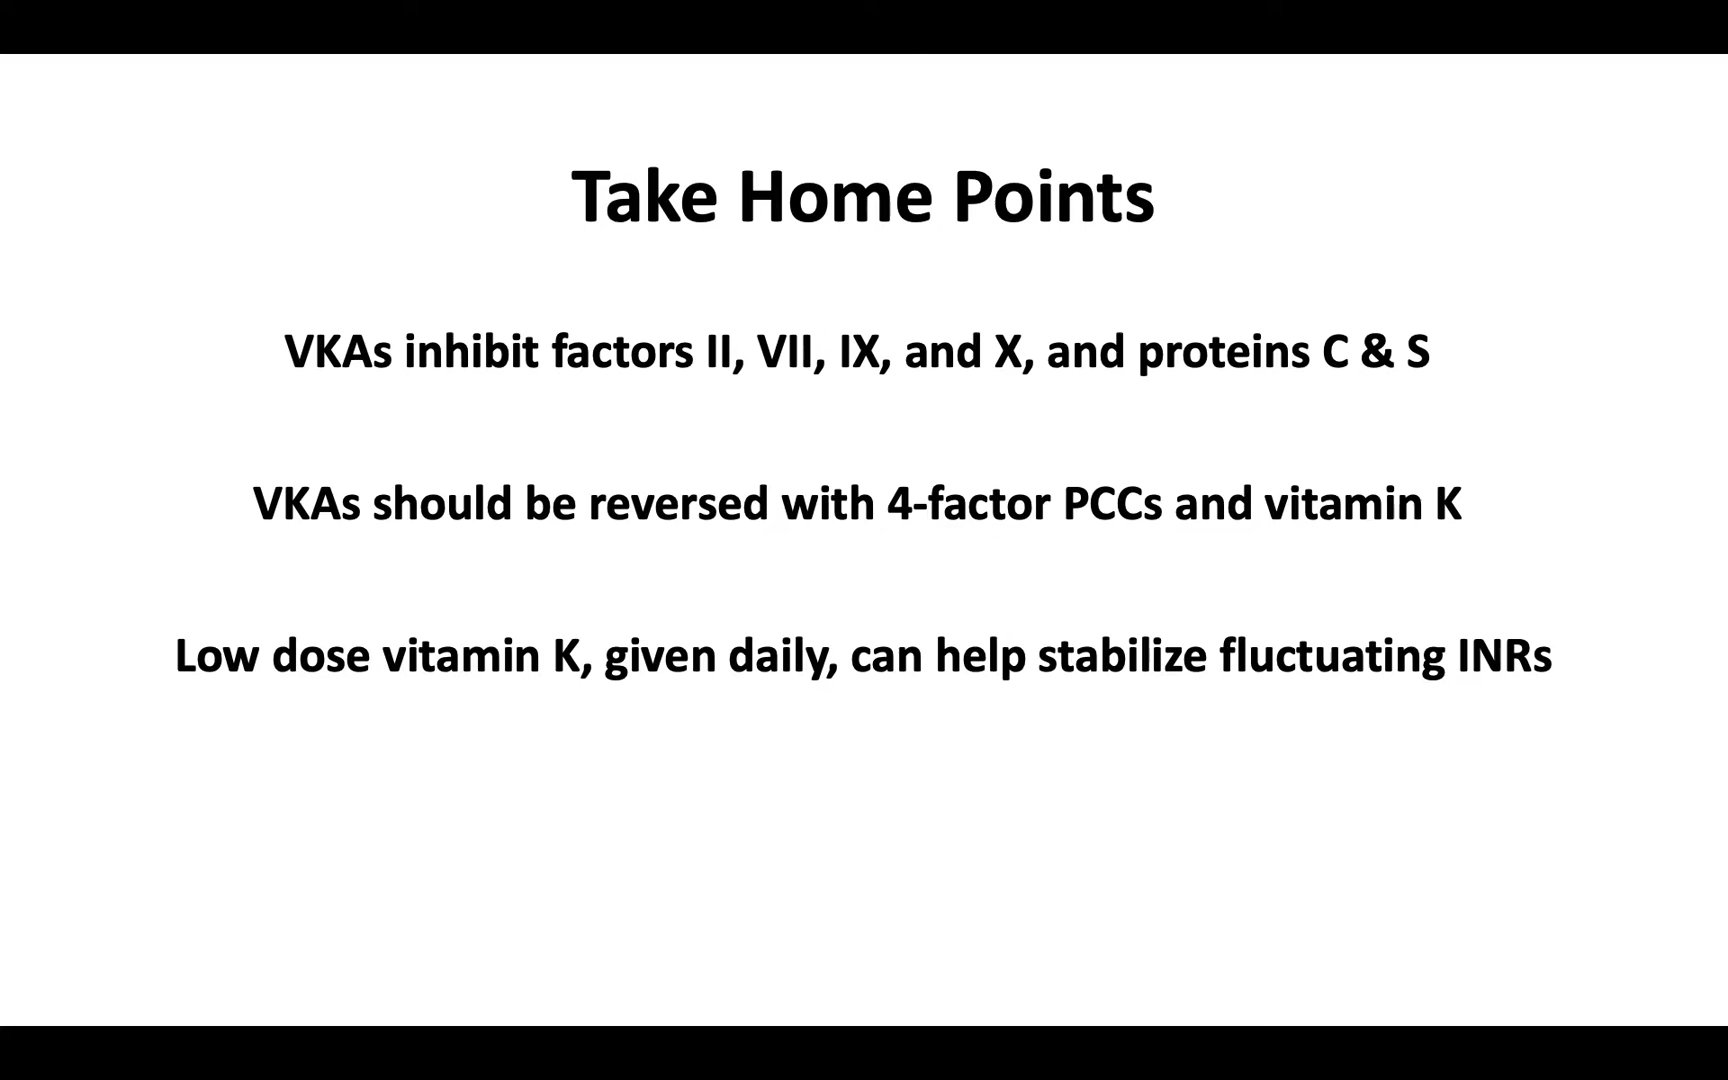 Take Home Points
VKAs inhibit factors II, VII, IX, and X, and proteins C & S
VKAs should be reversed with 4-factor PCCs and vitamin K
Low dose vitamin K, given daily, can help stabilize fluctuating INRs